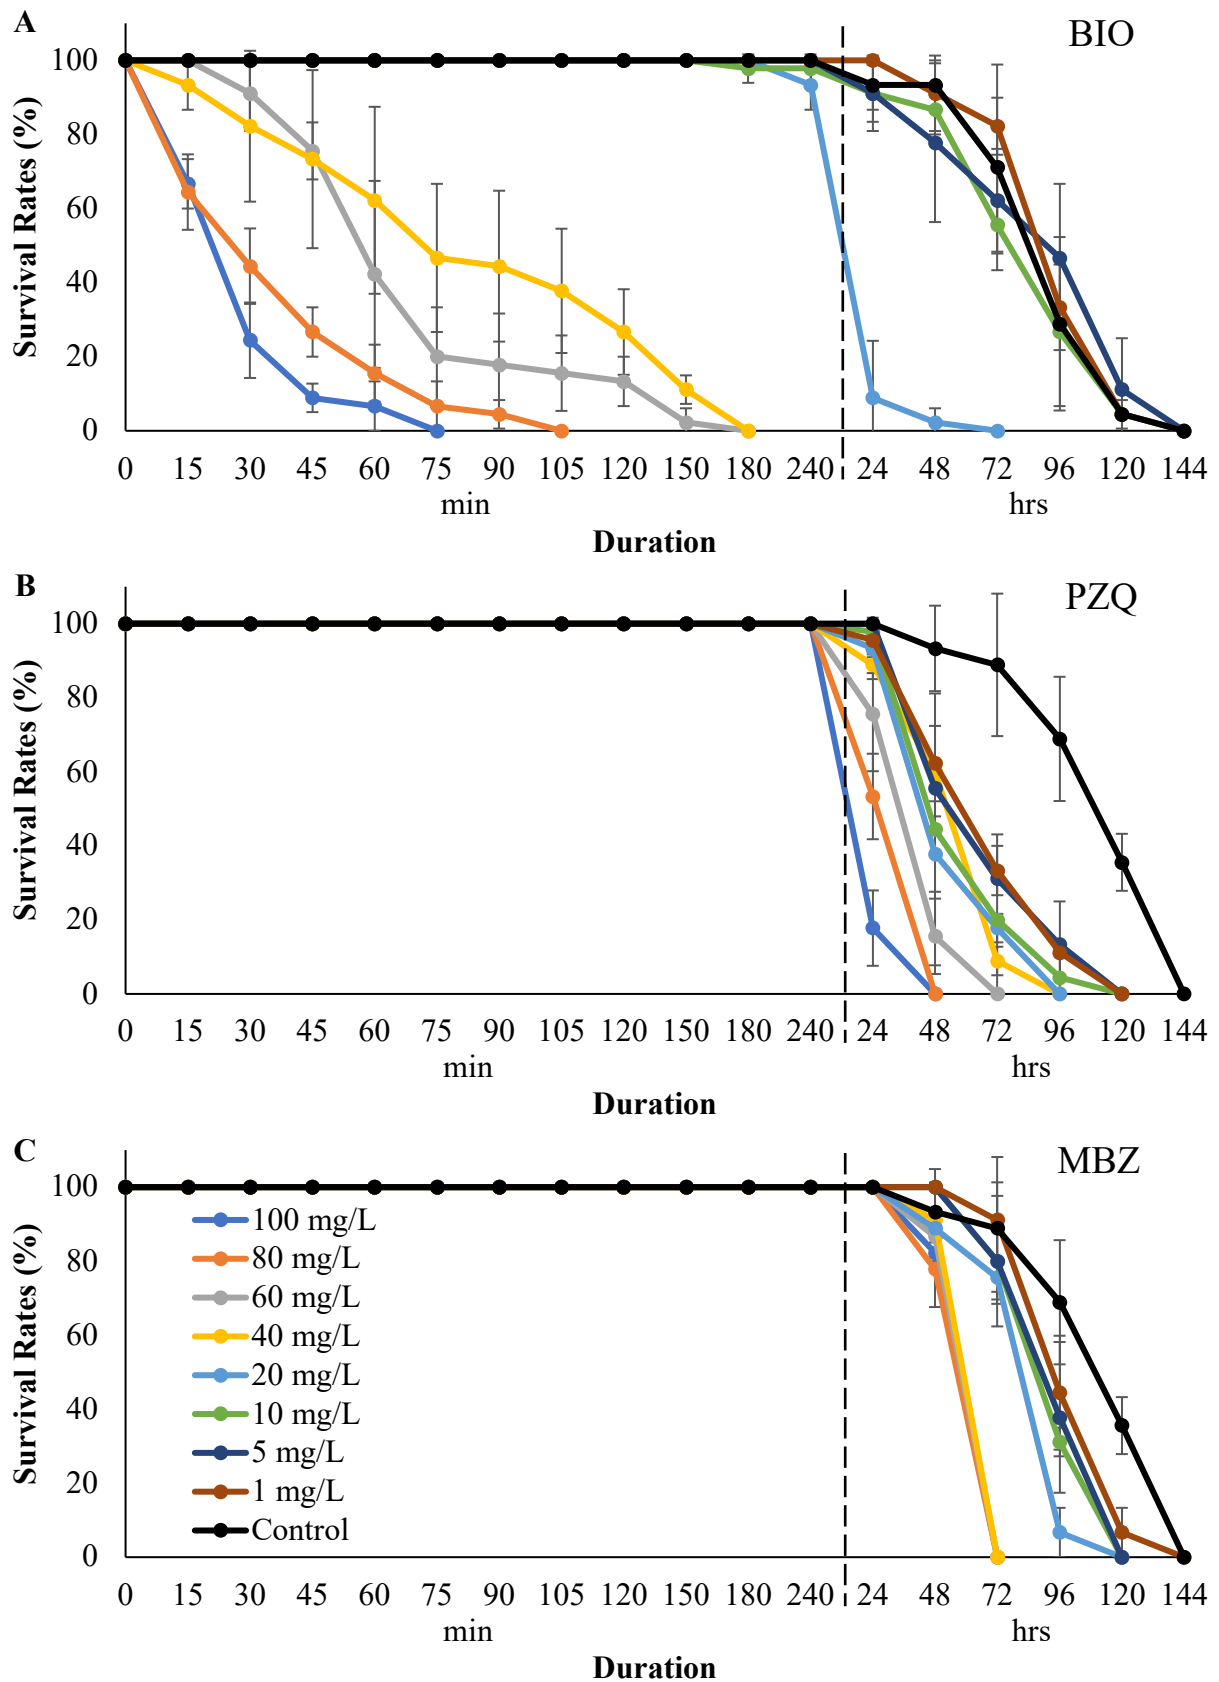 A
BIO
Survival Rates (%)
100
80
60
40
20
0
0 15 30 45 60 75 90 105 120 150 180 240 24 48 72 96 120 144
min hrs
Duration
B
PZQ
Survival Rates (%)
100
80
60
40
20
0
0 15 30 45 60 75 90 105 120 150 180 240 24 48 72 96 120 144
min hrs
Duration
C
MBZ
Survival Rates (%)
100
80
60
40
20
0
100 mg/L
80 mg/L
60 mg/L
40 mg/L
20 mg/L
10 mg/L
5 mg/L
1 mg/L
Control
0 15 30 45 60 75 90 105 120 150 180 240 24 48 72 96 120 144
min hrs
Duration